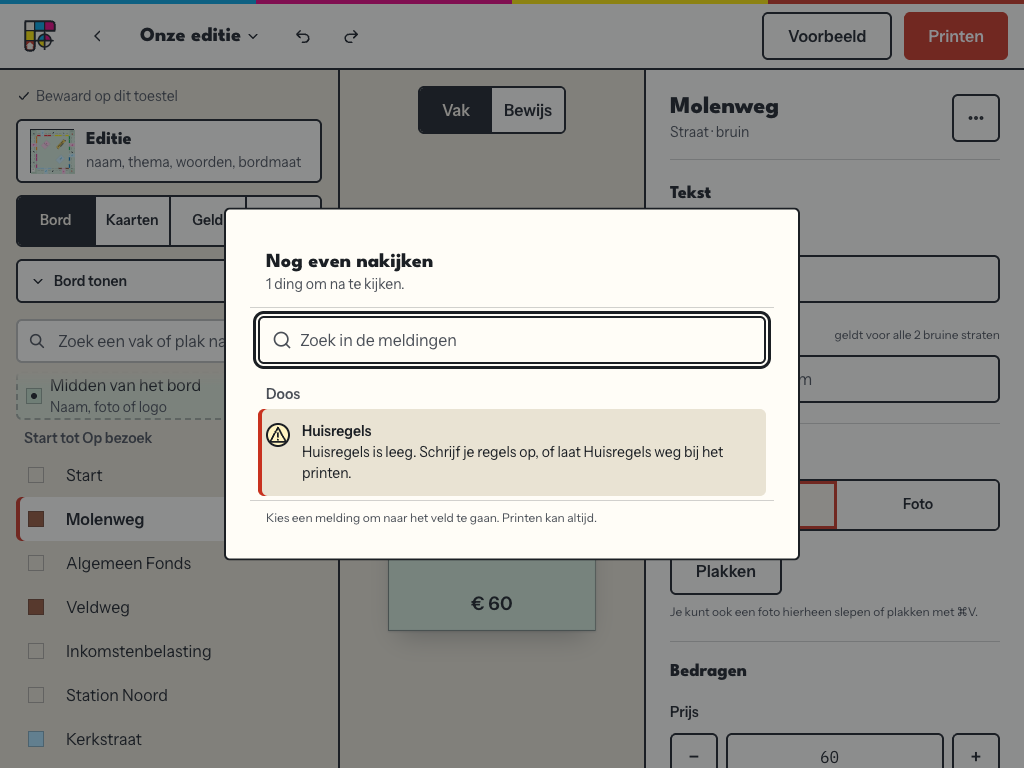 Onze editie
Voorbeeld
Printen
Bewaard op dit toestel
Editie
naam, thema, woorden, bordmaat
Bord
Kaarten
Geld
Bord tonen
Zoek een vak of plak na
Midden van het bord
Naam, foto of logo
Start tot Op bezoek
Start
Molenweg
Algemeen Fonds
Veldweg
Inkomstenbelasting
Station Noord
Kerkstraat
Vak
Bewijs
€ 60
Nog even nakijken
1 ding om na te kijken.
Zoek in de meldingen
Doos
Huisregels
Huisregels is leeg. Schrijf je regels op, of laat Huisregels weg bij het
printen.
Kies een melding om naar het veld te gaan. Printen kan altijd.
Molenweg
Straat · bruin
Tekst
geldt voor alle 2 bruine straten
Foto
Plakken
Je kunt ook een foto hierheen slepen of plakken met ⌘V.
Bedragen
Prijs
− 60 +